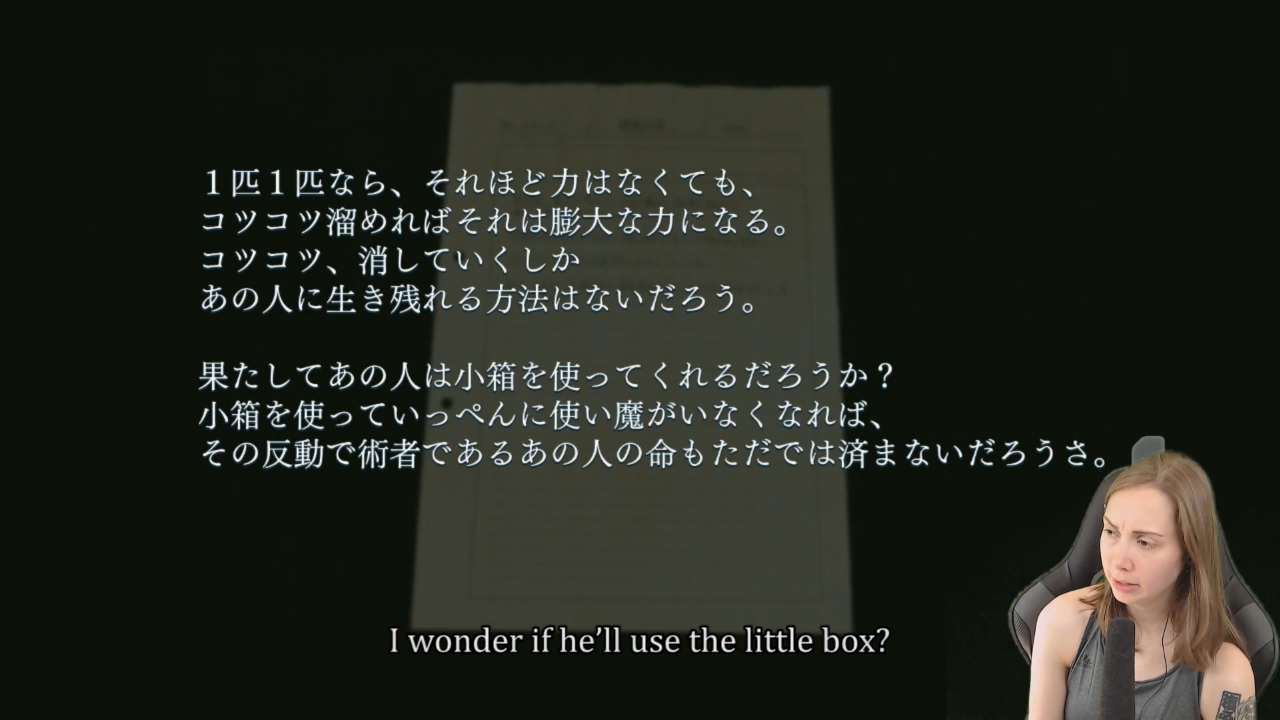 １匹１匹なら、それほど力はなくても、
コツコツ溜めればそれは膨大な力になる。
コツコツ、消していくしか
あの人に生き残れる方法はないだろう。
果たしてあの人は小箱を使ってくれるだろうか？
小箱を使っていっぺんに使い魔がいなくなれば、
その反動で術者であるあの人の命もただでは済まないだろうさ。
I wonder if he’ll use the little box?